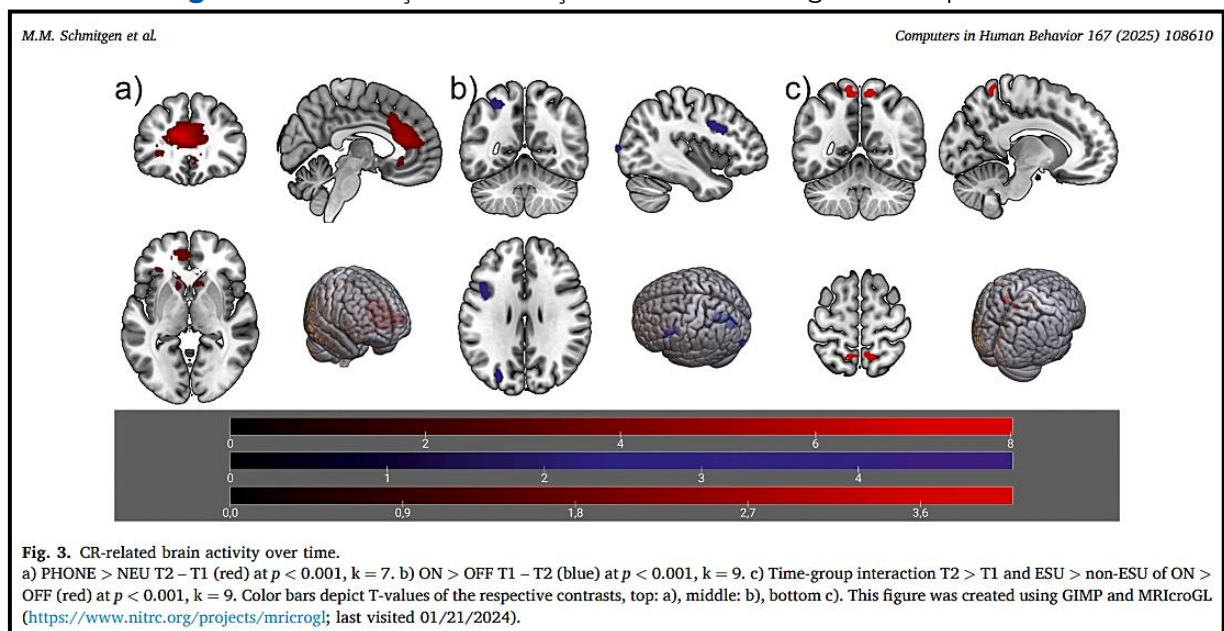 M.M. Schmitgen et al.
Computers in Human Behavior 167 (2025) 108610
a)
b)
c)
0 2 4 6 8
0 1 2 3 4
0,0 0,9 1,8 2,7 3,6
Fig. 3. CR-related brain activity over time.
a) PHONE > NEU T2 – T1 (red) at p < 0.001, k = 7. b) ON > OFF T1 – T2 (blue) at p < 0.001, k = 9. c) Time-group interaction T2 > T1 and ESU > non-ESU of ON >
OFF (red) at p < 0.001, k = 9. Color bars depict T-values of the respective contrasts, top: a), middle: b), bottom c). This figure was created using GIMP and MRIcroGL
(https://www.nitrc.org/projects/mricrogl; last visited 01/21/2024).